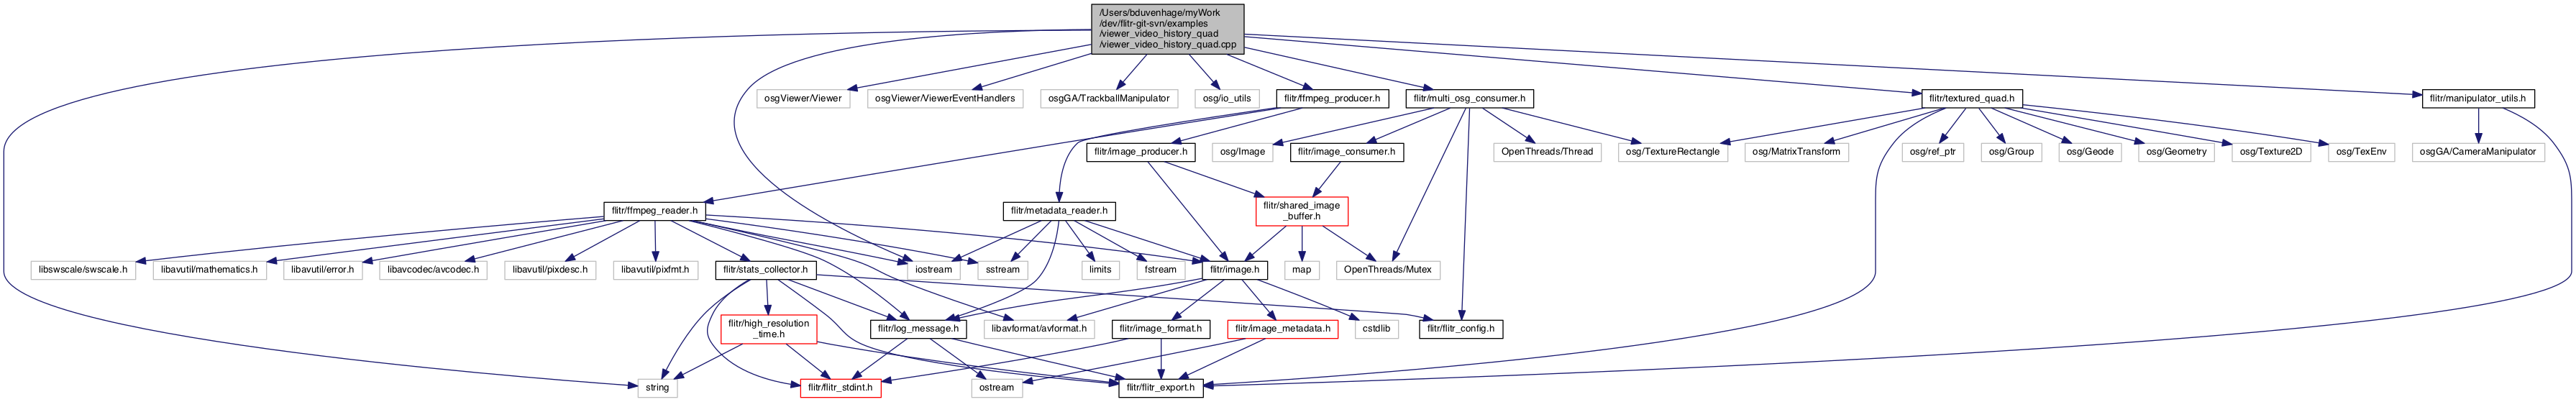 /Users/bduvenhage/myWork
/dev/flitr-git-svn/examples
/viewer_video_history_quad
/viewer_video_history_quad.cpp
osgViewer/Viewer
osgViewer/ViewerEventHandlers
osgGA/TrackballManipulator
osg/io_utils
flitr/ffmpeg_producer.h
flitr/multi_osg_consumer.h
flitr/textured_quad.h
flitr/manipulator_utils.h
flitr/image_producer.h
osg/Image
flitr/image_consumer.h
OpenThreads/Thread
osg/TextureRectangle
osg/MatrixTransform
osg/ref_ptr
osg/Group
osg/Geode
osg/Geometry
osg/Texture2D
osg/TexEnv
osgGA/CameraManipulator
flitr/ffmpeg_reader.h
flitr/metadata_reader.h
flitr/shared_image
_buffer.h
libswscale/swscale.h
libavutil/mathematics.h
libavutil/error.h
libavcodec/avcodec.h
libavutil/pixdesc.h
libavutil/pixfmt.h
flitr/stats_collector.h
iostream
sstream
limits
fstream
flitr/image.h
map
OpenThreads/Mutex
flitr/high_resolution
_time.h
flitr/log_message.h
libavformat/avformat.h
flitr/image_format.h
flitr/image_metadata.h
cstdlib
flitr/flitr_config.h
string
flitr/flitr_stdint.h
ostream
flitr/flitr_export.h